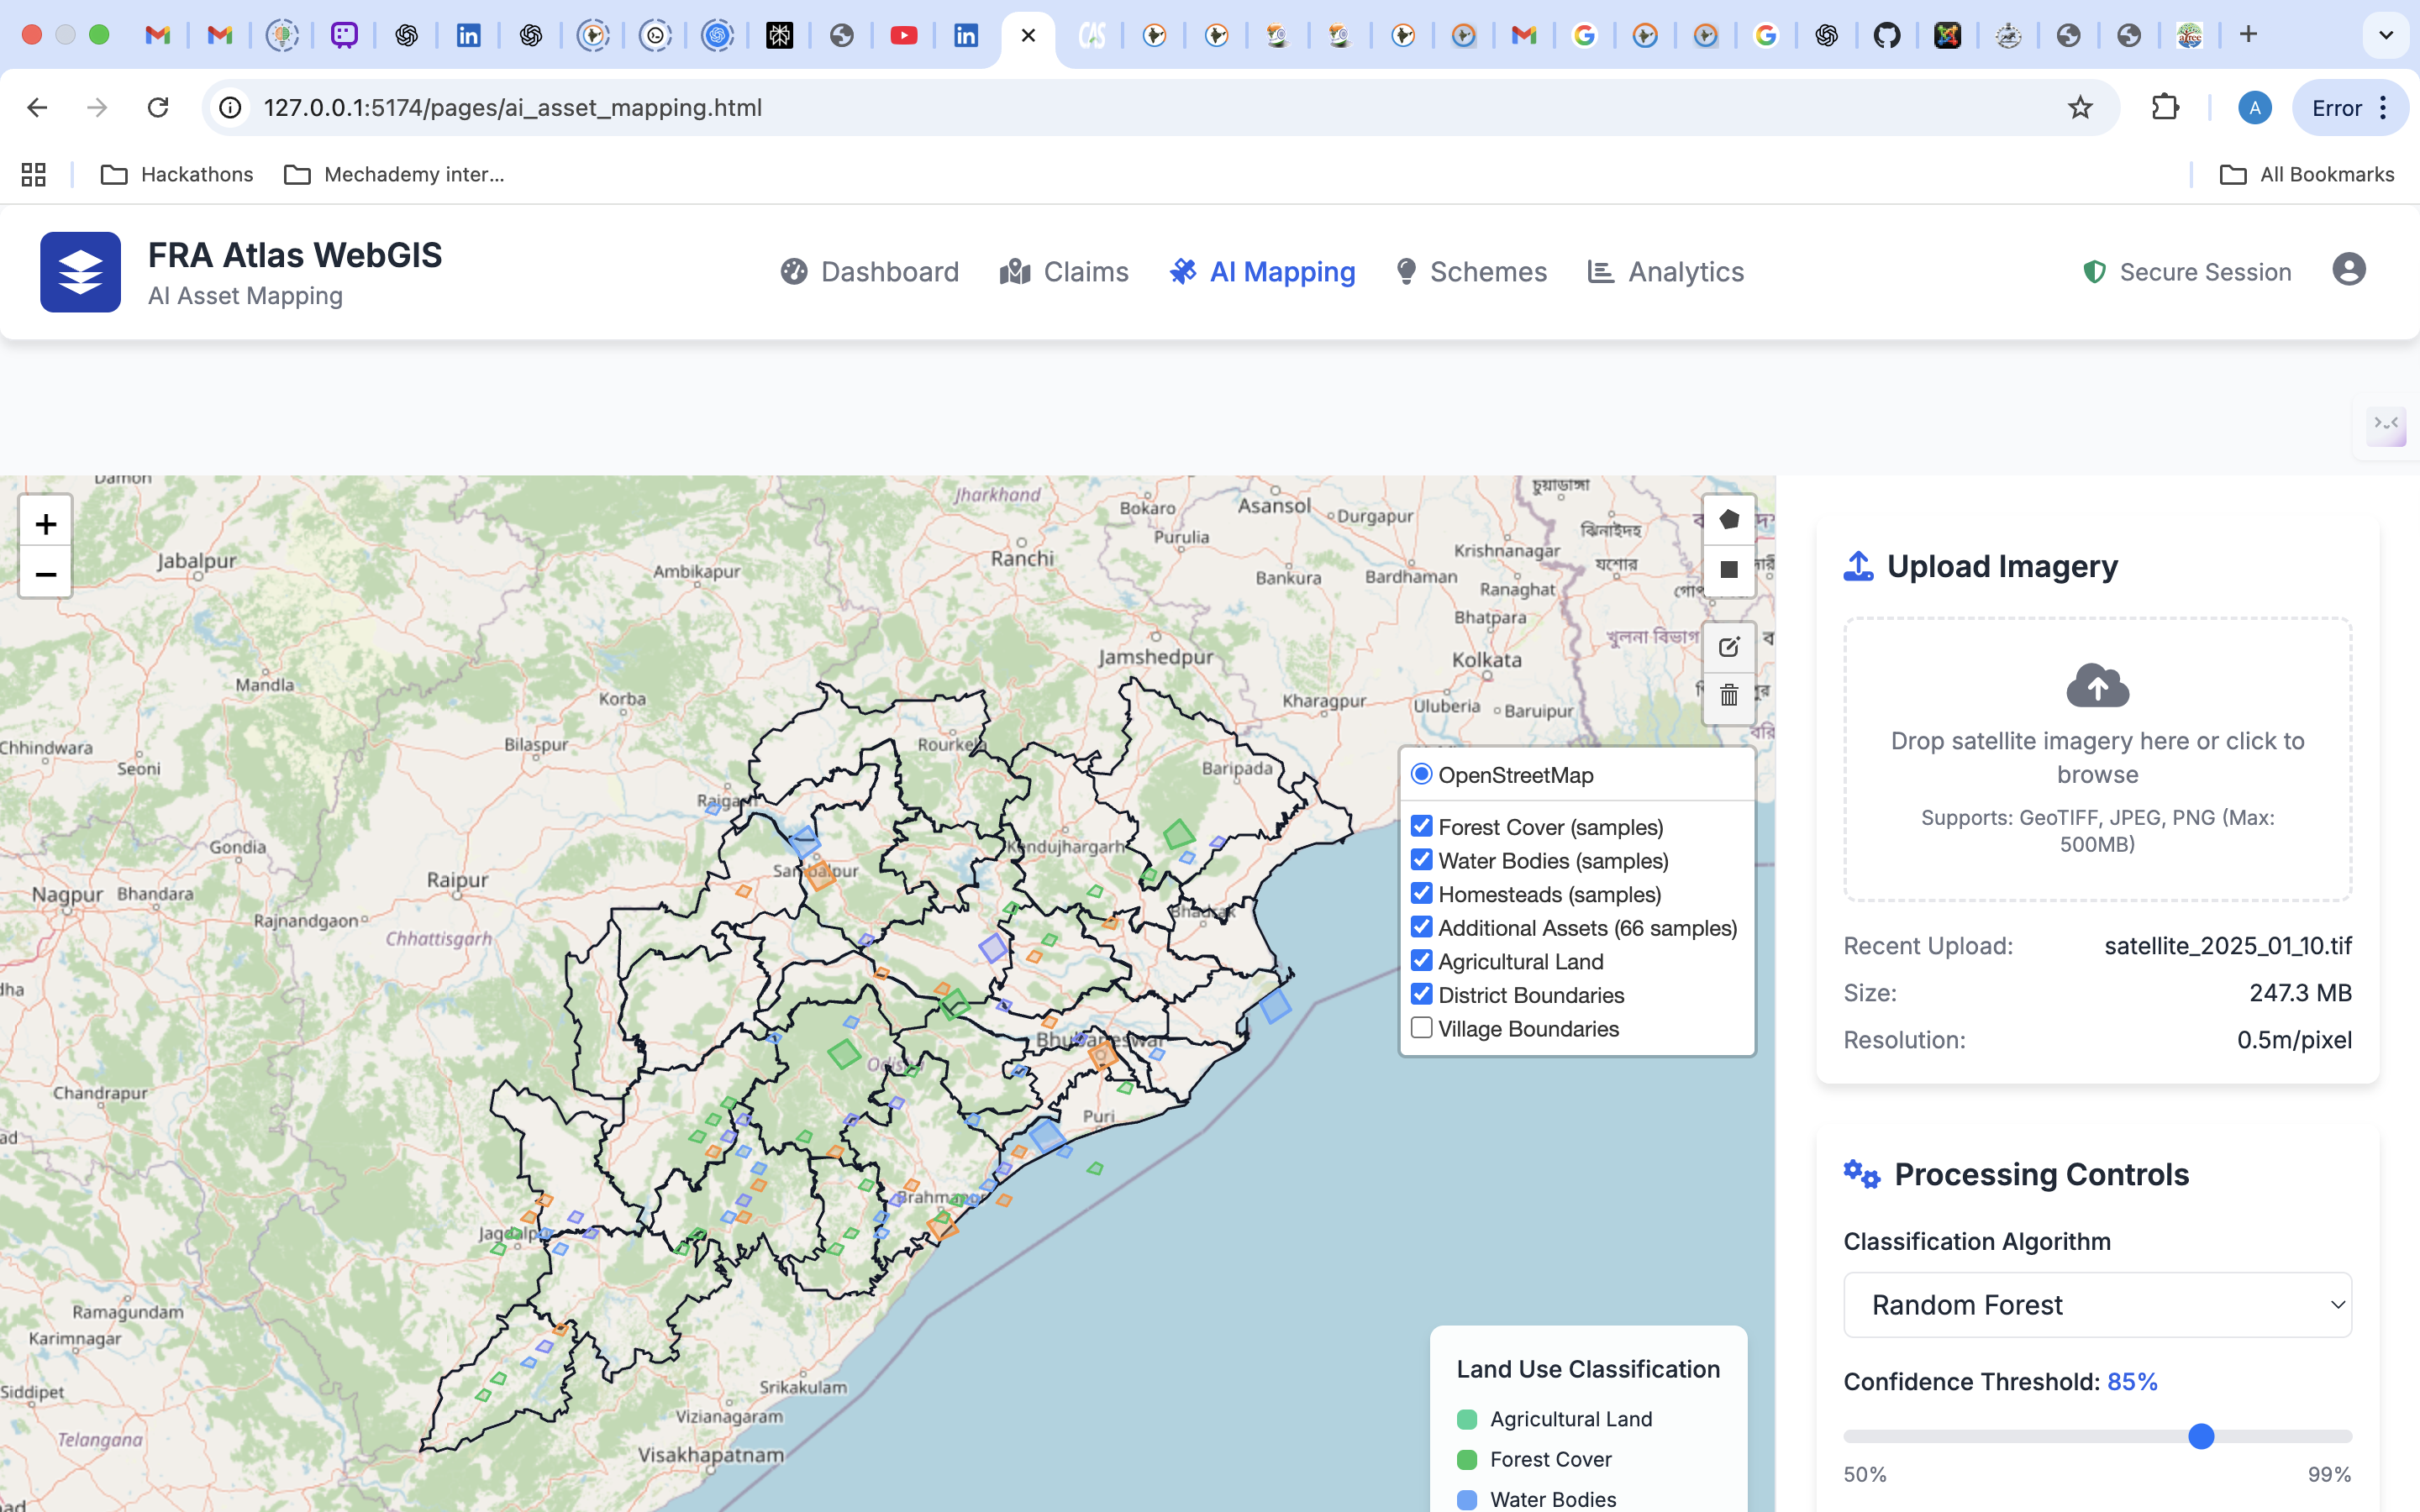 127.0.0.1:5174/pages/ai_asset_mapping.html
A
Error
Hackathons
Mechademy inter...
All Bookmarks
FRA Atlas WebGIS
AI Asset Mapping
Dashboard
Claims
AI Mapping
Schemes
Analytics
Secure Session
Damoh
Jharkhand
Bokaro
Asansol
Durgapur
চুয়াডাঙ্গা
Jabalpur
Ranchi
Purulia
ঝিনাইদহ
Ambikapur
Bankura
Bardhaman
Krishnanagar
যশোর
Ranaghat
Bhatpara
Mandla
Jamshedpur
Kolkata
খুলনা বিভাগ
Korba
Kharagpur
Uluberia
Baruipur
Chhindwara
Seoni
Bilaspur
Rourkela
Baripada
Raigarh
Gondia
Kendujhargarh
Sambalpur
Nagpur
Bhandara
Raipur
Rajnandgaon
Bhadrak
Chhattisgarh
Chandrapur
Bhubaneswar
Odisha
Puri
Brahmapur
Jagdalpur
Ramagundam
Karimnagar
Siddipet
Srikakulam
Vizianagaram
Telangana
Visakhapatnam
OpenStreetMap
Forest Cover (samples)
Water Bodies (samples)
Homesteads (samples)
Additional Assets (66 samples)
Agricultural Land
District Boundaries
Village Boundaries
Land Use Classification
Agricultural Land
Forest Cover
Water Bodies
Upload Imagery
Drop satellite imagery here or click to
browse
Supports: GeoTIFF, JPEG, PNG (Max:
500MB)
Recent Upload: satellite_2025_01_10.tif
Size: 247.3 MB
Resolution: 0.5m/pixel
Processing Controls
Classification Algorithm
Random Forest
Confidence Threshold: 85%
50% 99%